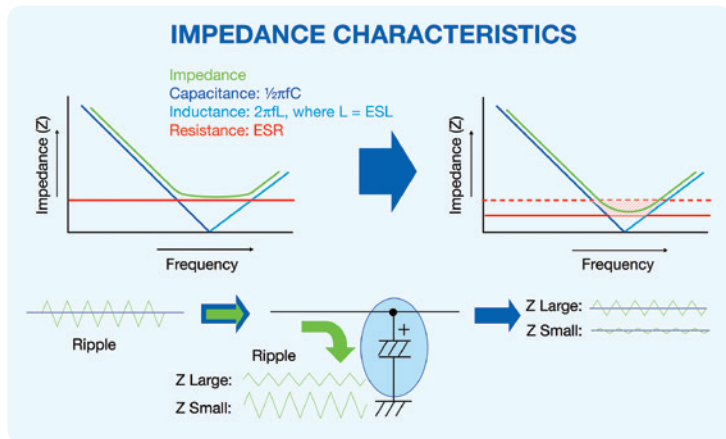 IMPEDANCE CHARACTERISTICS
Impedance
Capacitance: ½πfC
Inductance: 2πfL, where L = ESL
Resistance: ESR
Impedance (Z)
Frequency
Impedance (Z)
Frequency
Ripple
Ripple
Z Large:
Z Small:
+
Z Large:
Z Small: